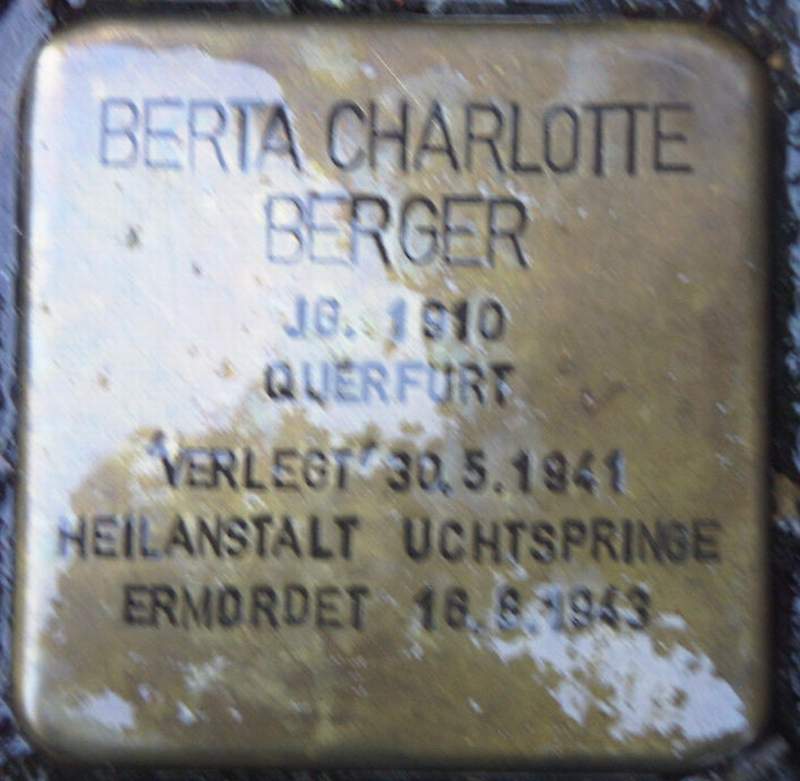 BERTA CHARLOTTE
BERGER
JG. 1910
QUERFURT
"VERLEGT" 30.5.1941
HEILANSTALT UCHTSPRINGE
ERMORDET 16.8.1943